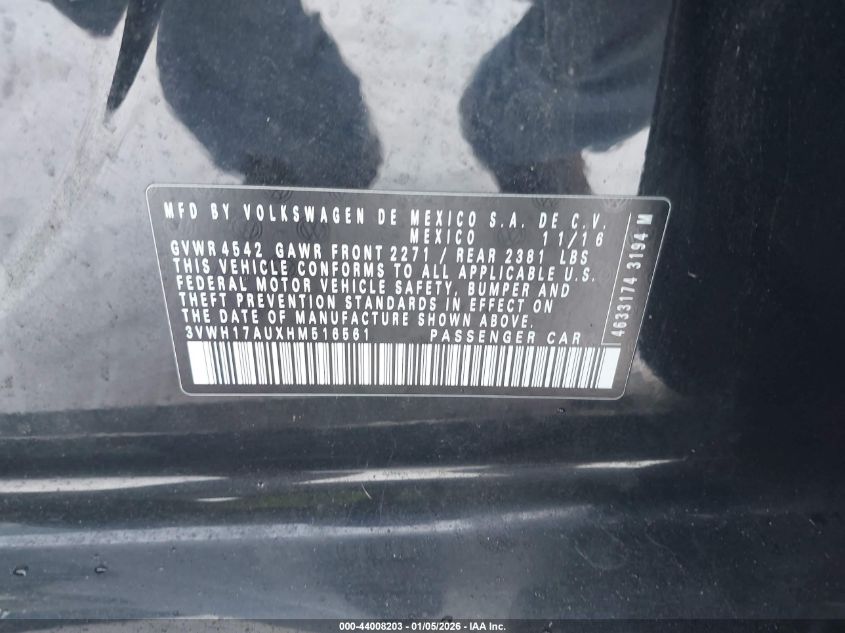 MFD BY VOLKSWAGEN DE MEXICO S.A. DE C.V.
MEXICO 11/16
GVWR 4542 GAWR FRONT 2271 / REAR 2381 LBS
THIS VEHICLE CONFORMS TO ALL APPLICABLE U.S.
FEDERAL MOTOR VEHICLE SAFETY, BUMPER AND
THEFT PREVENTION STANDARDS IN EFFECT ON
THE DATE OF MANUFACTURE SHOWN ABOVE.
3VWH17AUXHM516561 PASSENGER CAR
4633174 3194 M
000-44008203 - 01/05/2026 - IAA Inc.